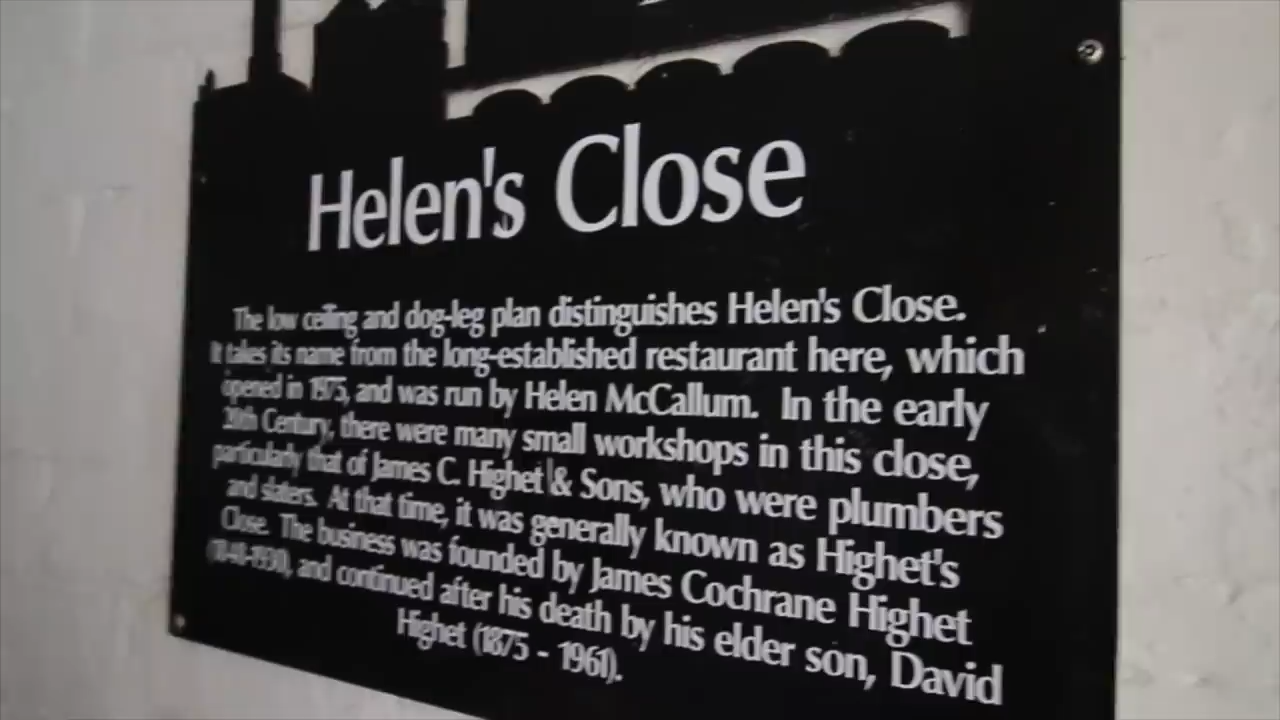 Helen's Close
The low ceiling and dog-leg plan distinguishes Helen's Close.
It takes its name from the long-established restaurant here, which
opened in 1975, and was run by Helen McCallum. In the early
20th Century, there were many small workshops in this close,
particularly that of James C. Highet & Sons, who were plumbers
and slaters. At that time, it was generally known as Highet's
Close. The business was founded by James Cochrane Highet
and continued after his death by his elder son, David
Highet (1875 - 1961).